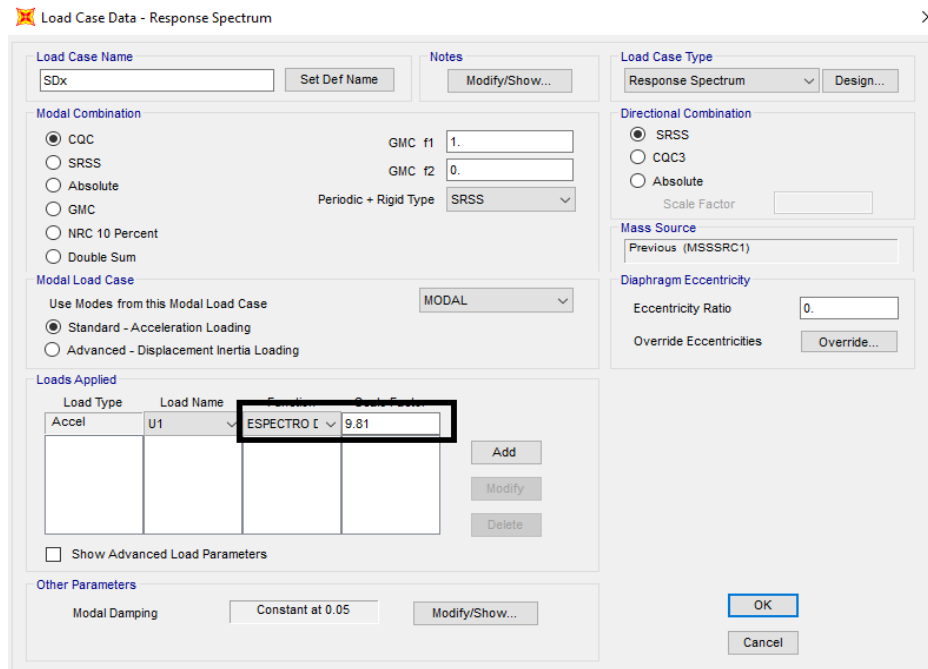 Load Case Data - Response Spectrum
Load Case Name
SDx
Set Def Name
Notes
Modify/Show...
Load Case Type
Response Spectrum
Design...
Modal Combination
CQC
SRSS
Absolute
GMC
NRC 10 Percent
Double Sum
GMC f1
1.
GMC f2
0.
Periodic + Rigid Type
SRSS
Directional Combination
SRSS
CQC3
Absolute
Scale Factor
Mass Source
Previous (MSSSRC1)
Modal Load Case
Use Modes from this Modal Load Case
MODAL
Standard - Acceleration Loading
Advanced - Displacement Inertia Loading
Diaphragm Eccentricity
Eccentricity Ratio
0.
Override Eccentricities
Override...
Loads Applied
Load Type Load Name Function Scale Factor
Accel U1 ESPECTRO D 9.81
Add
Modify
Delete
Show Advanced Load Parameters
Other Parameters
Modal Damping
Constant at 0.05
Modify/Show...
OK
Cancel